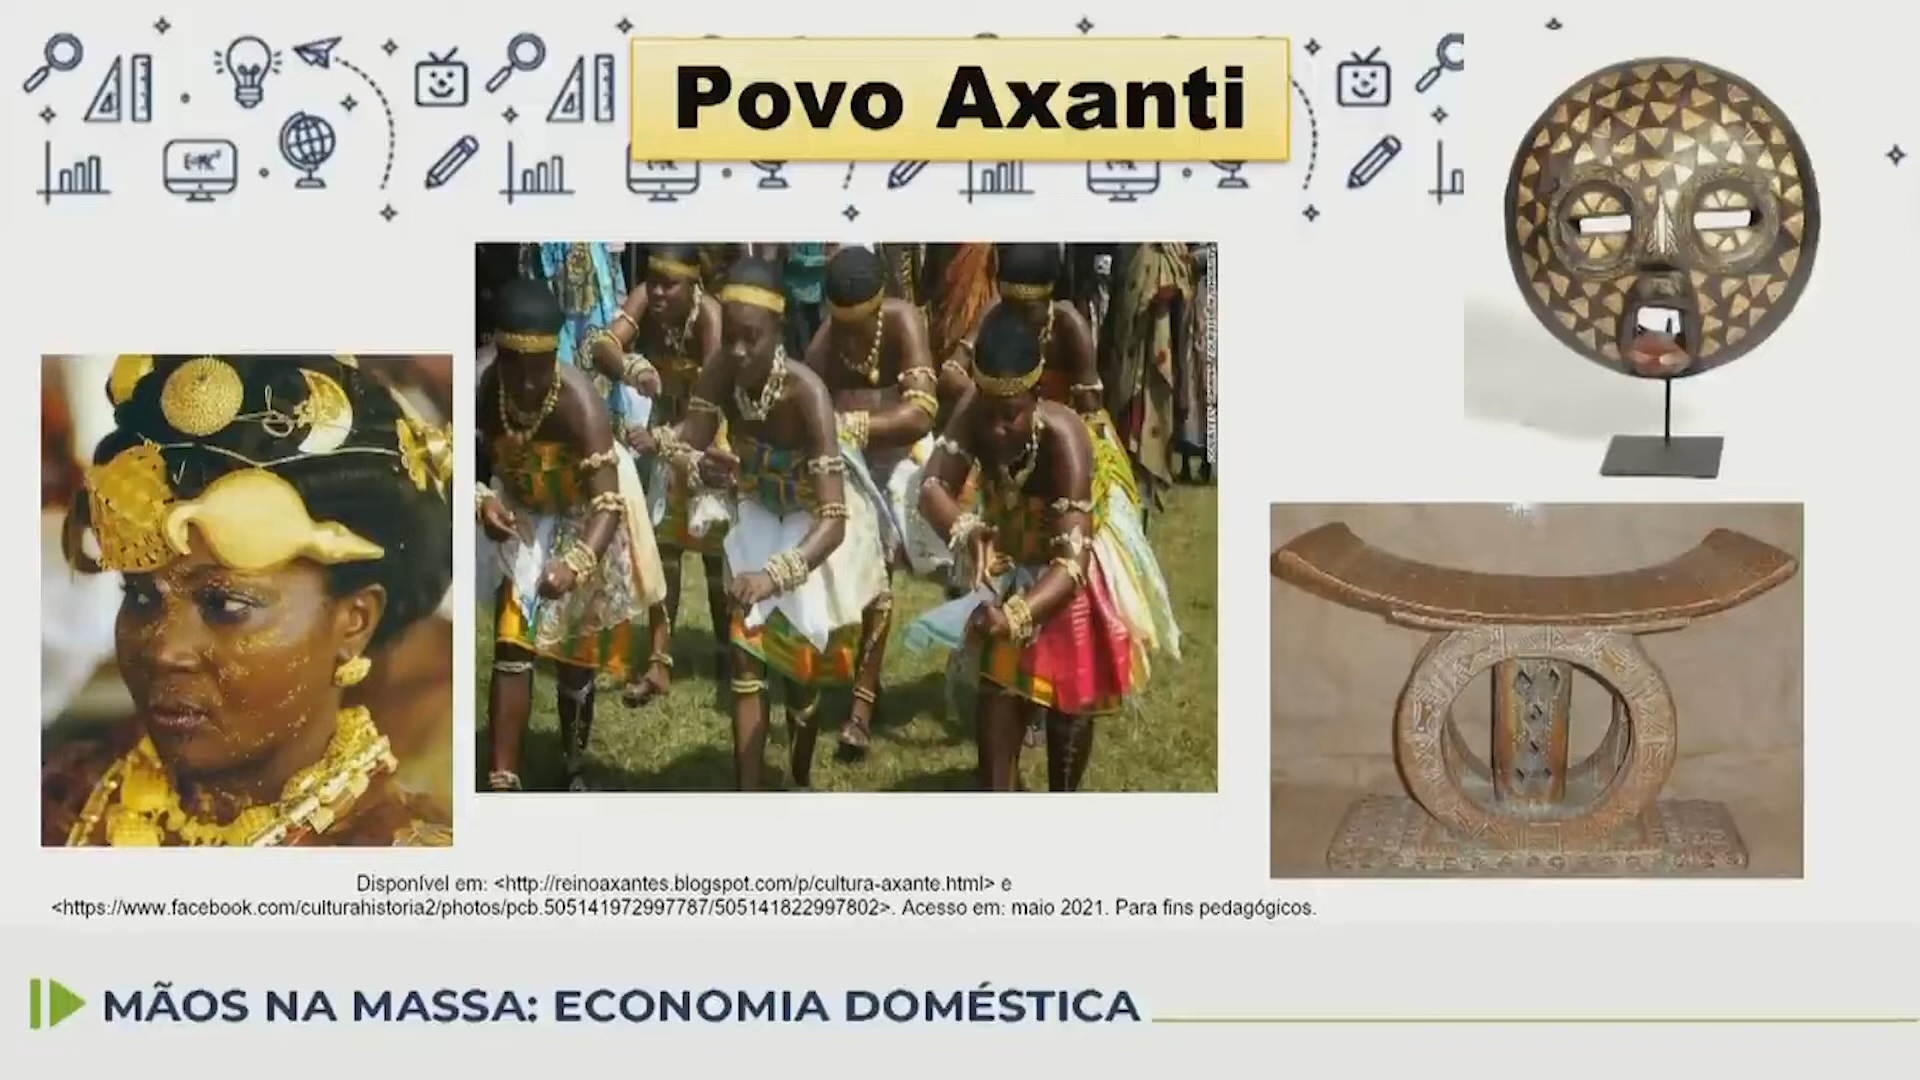 Povo Axanti
E=MC²
Disponível em: <http://reinoaxantes.blogspot.com/p/cultura-axante.html> e
<https://www.facebook.com/culturahistoria2/photos/pcb.505141972997787/505141822997802>. Acesso em: maio 2021. Para fins pedagógicos.
MÃOS NA MASSA: ECONOMIA DOMÉSTICA